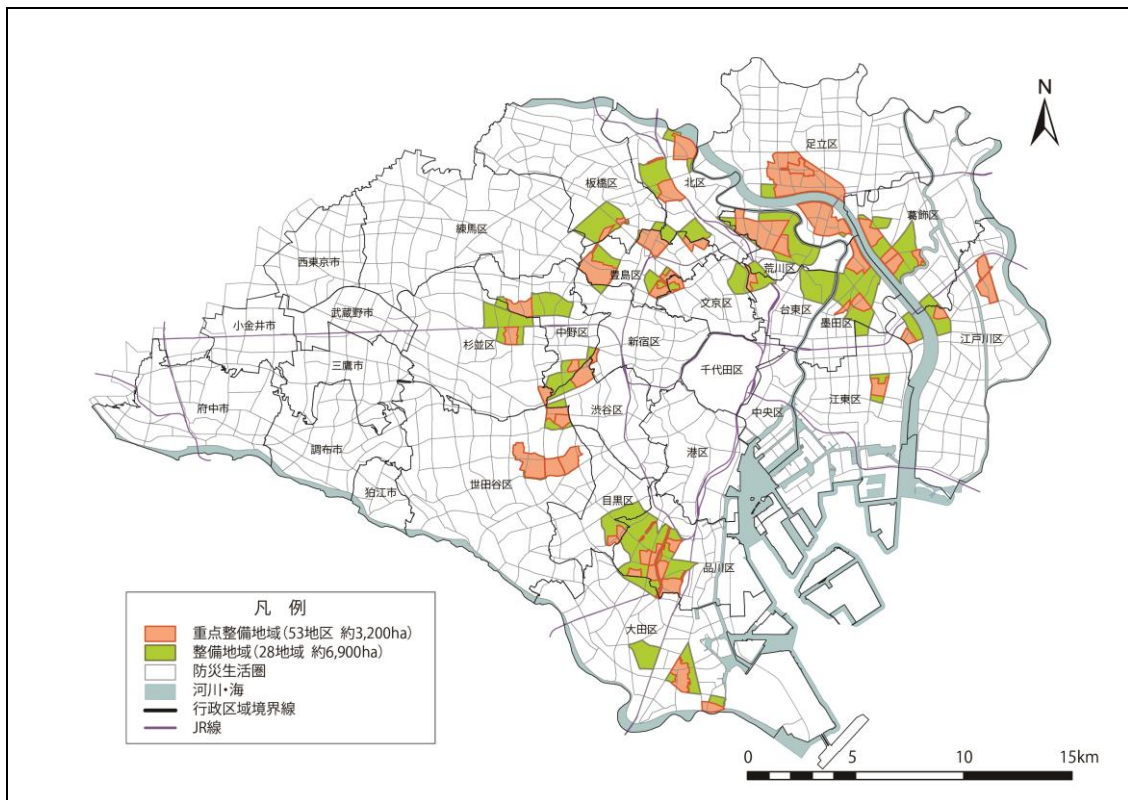 N
足立区
北区
板橋区
葛飾区
練馬区
荒川区
西東京市
豊島区
文京区
台東区
武蔵野市
墨田区
小金井市
中野区
新宿区
江戸川区
杉並区
三鷹市
千代田区
江東区
府中市
渋谷区
中央区
調布市
港区
世田谷区
狛江市
目黒区
品川区
大田区
凡 例
重点整備地域(53地区 約3,200ha)
整備地域(28地域 約6,900ha)
防災生活圏
河川・海
行政区域境界線
JR線
0 5 10 15km